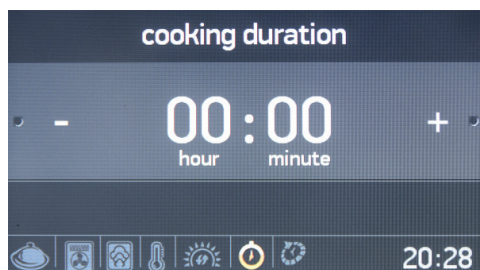 cooking duration
- 00 : 00 +
hour minute
20:28